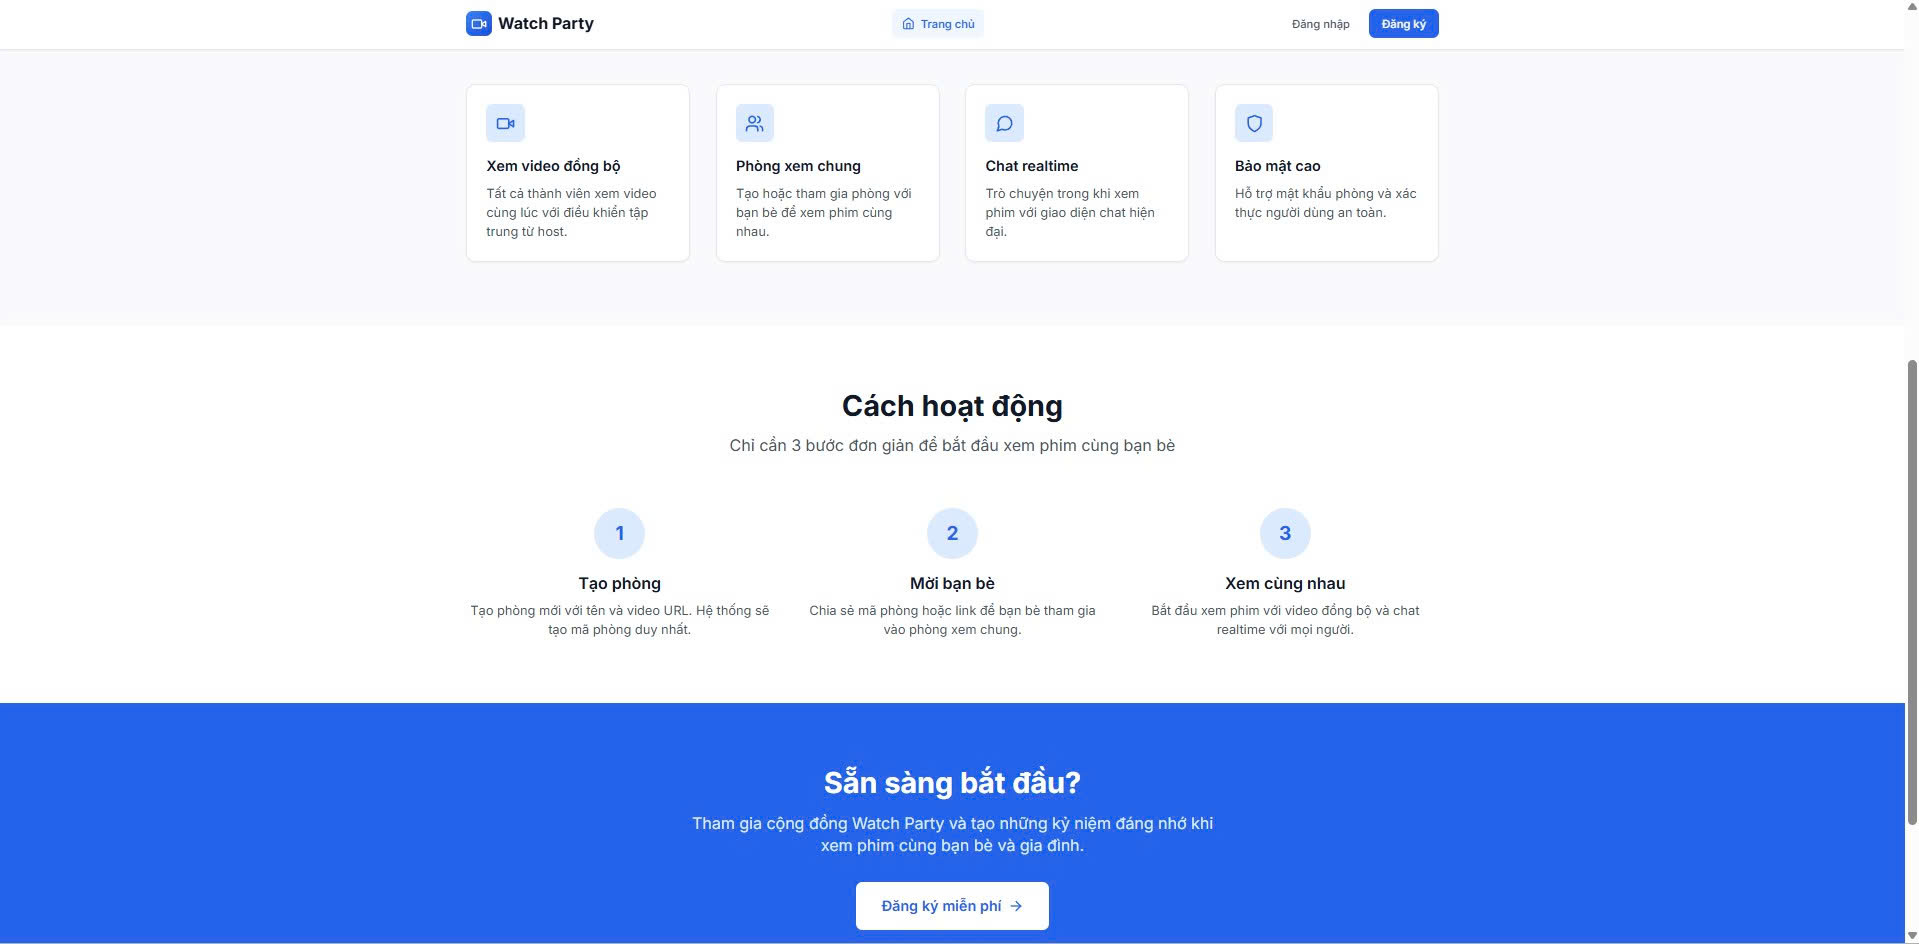 Watch Party
Trang chủ
Đăng nhập
Đăng ký
Xem video đồng bộ
Tất cả thành viên xem video
cùng lúc với điều khiển tập
trung từ host.
Phòng xem chung
Tạo hoặc tham gia phòng với
bạn bè để xem phim cùng
nhau.
Chat realtime
Trò chuyện trong khi xem
phim với giao diện chat hiện
đại.
Bảo mật cao
Hỗ trợ mật khẩu phòng và xác
thực người dùng an toàn.
Cách hoạt động
Chỉ cần 3 bước đơn giản để bắt đầu xem phim cùng bạn bè
1
Tạo phòng
Tạo phòng mới với tên và video URL. Hệ thống sẽ
tạo mã phòng duy nhất.
2
Mời bạn bè
Chia sẻ mã phòng hoặc link để bạn bè tham gia
vào phòng xem chung.
3
Xem cùng nhau
Bắt đầu xem phim với video đồng bộ và chat
realtime với mọi người.
Sẵn sàng bắt đầu?
Tham gia cộng đồng Watch Party và tạo những kỷ niệm đáng nhớ khi
xem phim cùng bạn bè và gia đình.
Đăng ký miễn phí →